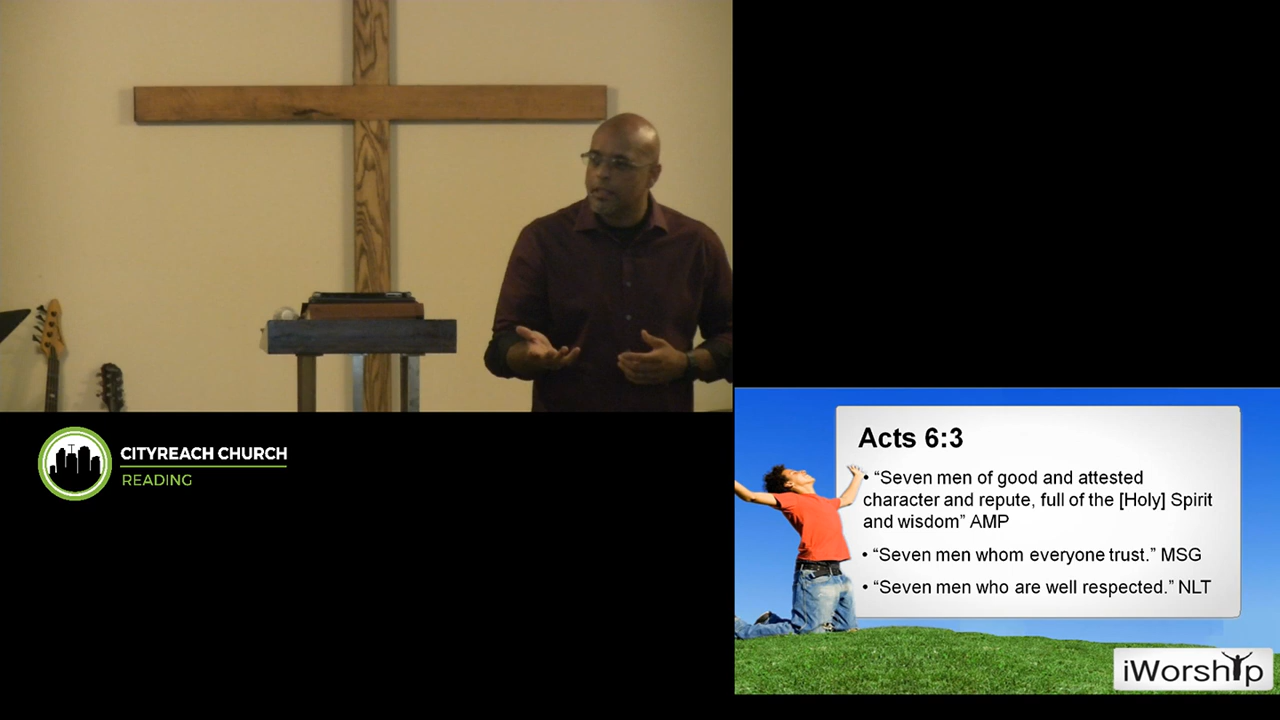 CITYREACH CHURCH
READING
Acts 6:3
• “Seven men of good and attested
character and repute, full of the [Holy] Spirit
and wisdom” AMP
• “Seven men whom everyone trust.” MSG
• “Seven men who are well respected.” NLT
iWorship